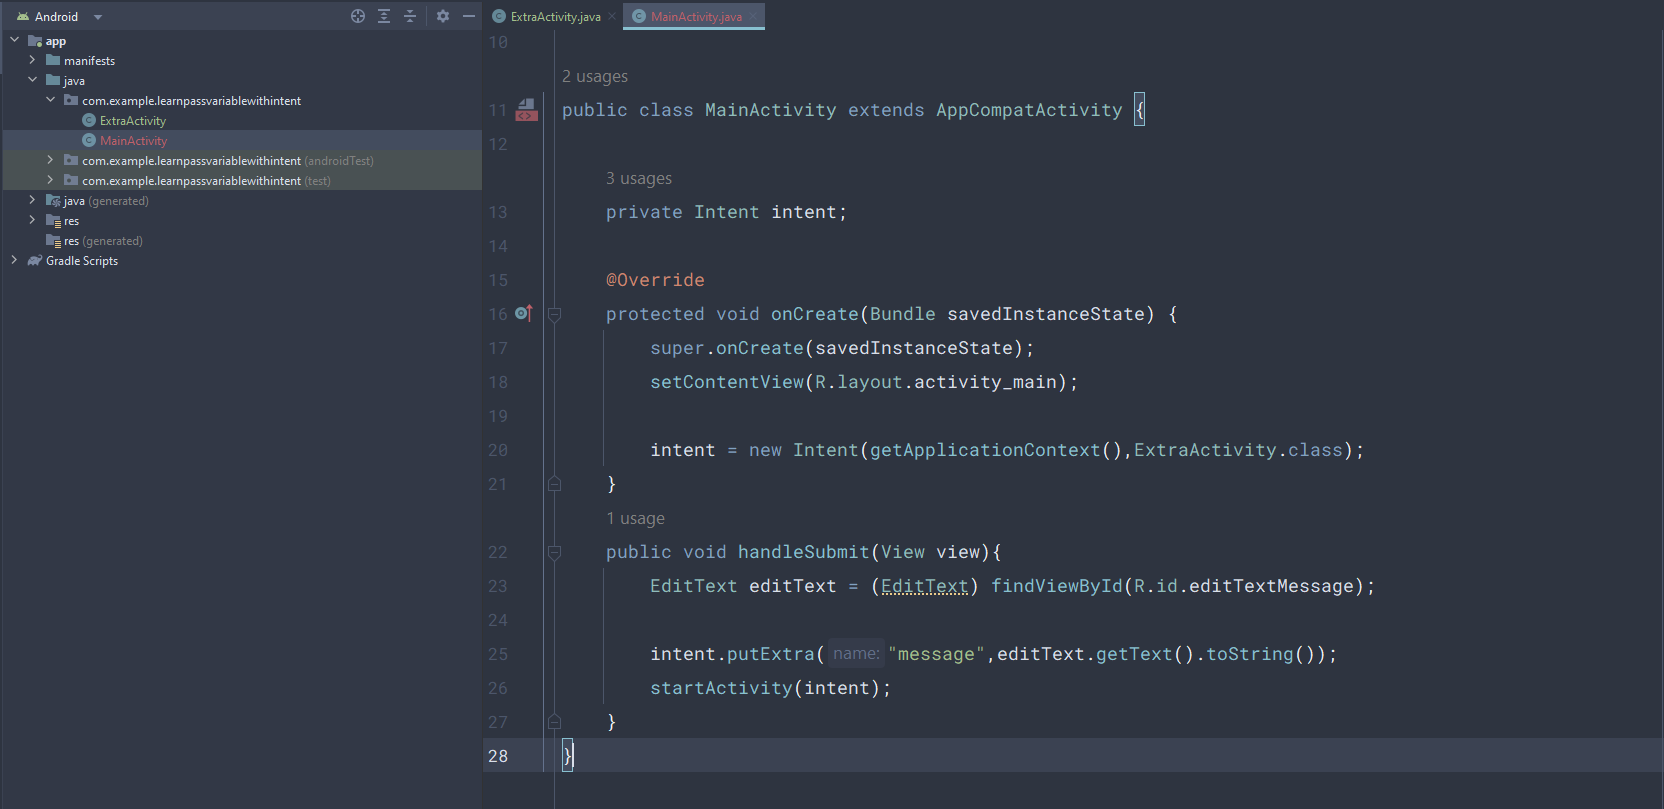 Android
app
manifests
java
com.example.learnpassvariablewithintent
ExtraActivity
MainActivity
com.example.learnpassvariablewithintent (androidTest)
com.example.learnpassvariablewithintent (test)
java (generated)
res
res (generated)
Gradle Scripts
ExtraActivity.java
MainActivity.java
10
2 usages
11 public class MainActivity extends AppCompatActivity {
12
3 usages
13 private Intent intent;
14
15 @Override
16 protected void onCreate(Bundle savedInstanceState) {
17 super.onCreate(savedInstanceState);
18 setContentView(R.layout.activity_main);
19
20 intent = new Intent(getApplicationContext(),ExtraActivity.class);
21 }
1 usage
22 public void handleSubmit(View view){
23 EditText editText = (EditText) findViewById(R.id.editTextMessage);
24
25 intent.putExtra( name: "message",editText.getText().toString());
26 startActivity(intent);
27 }
28 }